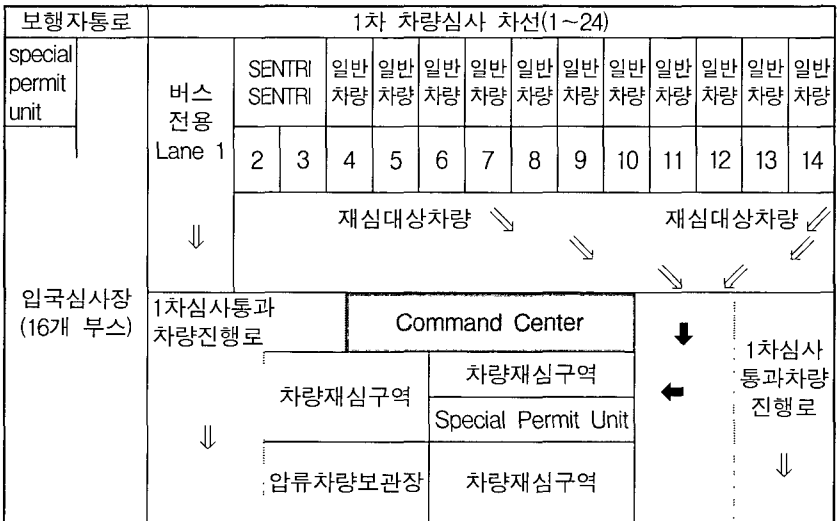 보행자통로
1차 차량심사 차선(1~24)
special
permit
unit
버스
전용
Lane 1
SENTRI
SENTRI
일반 일반 일반 일반 일반 일반 일반 일반 일반 일반 일반
차량 차량 차량 차량 차량 차량 차량 차량 차량 차량 차량
2 3 4 5 6 7 8 9 10 11 12 13 14
재심대상차량 재심대상차량
입국심사장
(16개 부스)
1차심사통과
차량진행로
Command Center
차량재심구역
차량재심구역
Special Permit Unit
압류차량보관장
차량재심구역
1차심사
통과차량
진행로